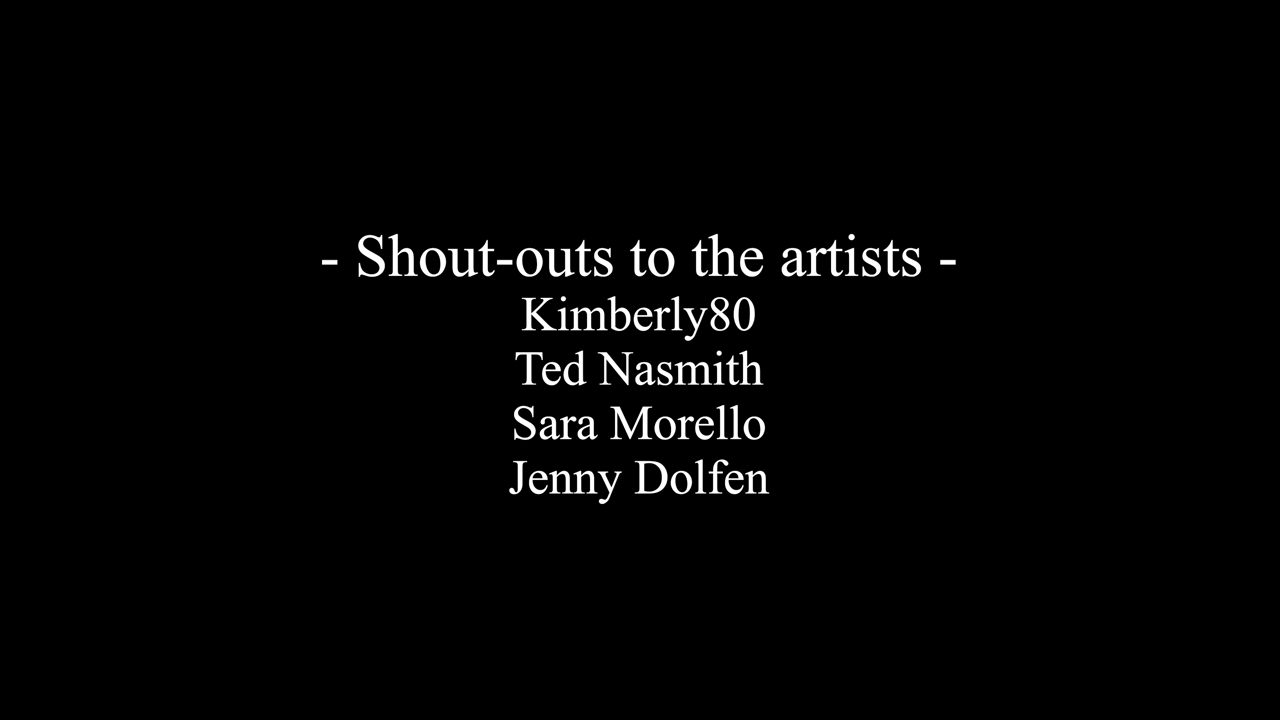 - Shout-outs to the artists -
Kimberly80
Ted Nasmith
Sara Morello
Jenny Dolfen